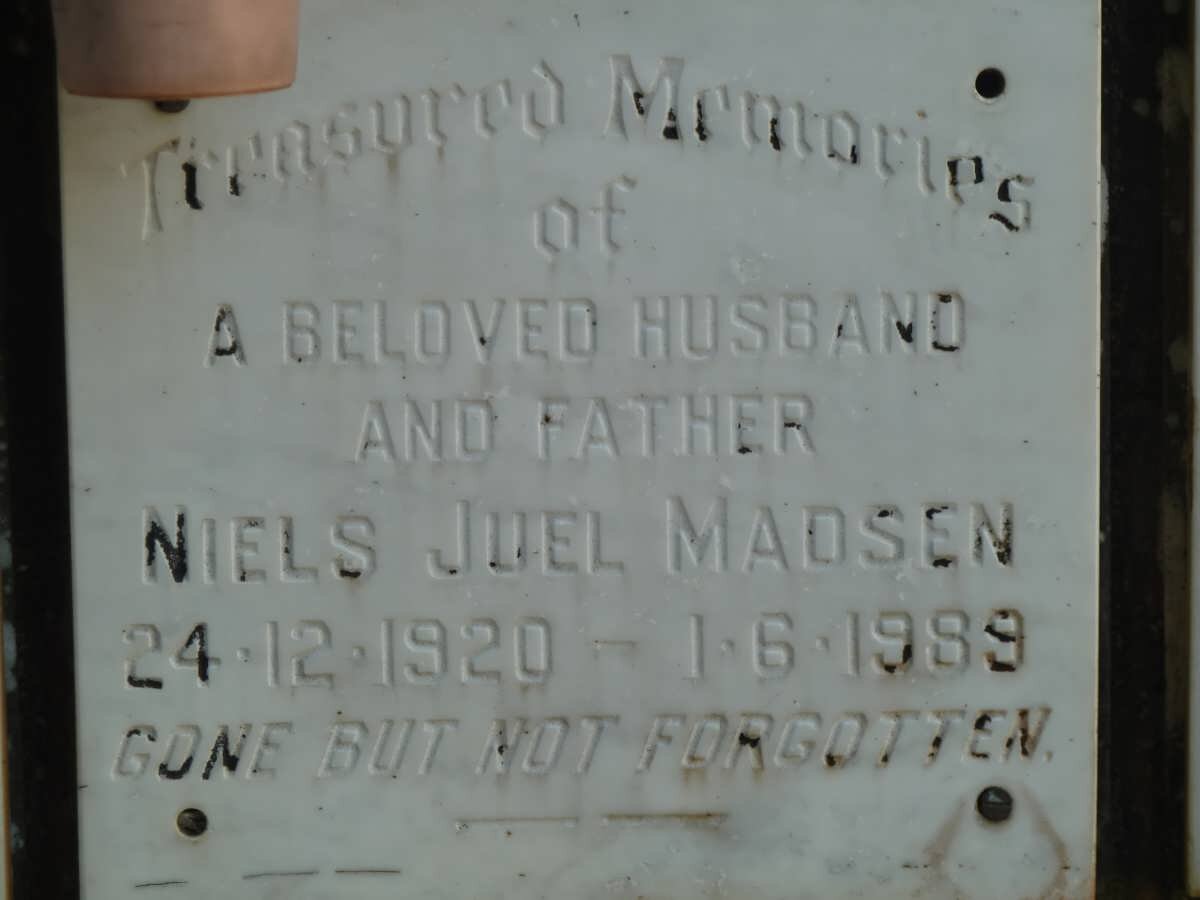 Treasured Memories
of
A BELOVED HUSBAND
AND FATHER
NIELS JUEL MADSEN
24·12·1920 – 1·6·1989
GONE BUT NOT FORGOTTEN.